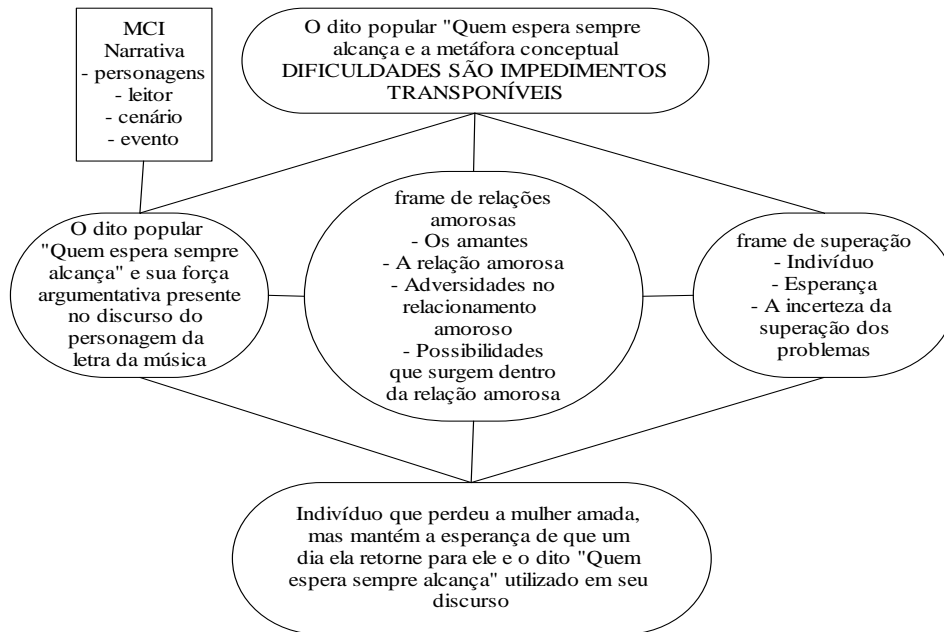 MCI
Narrativa
- personagens
- leitor
- cenário
- evento
O dito popular "Quem espera sempre
alcança e a metáfora conceptual
DIFICULDADES SÃO IMPEDIMENTOS
TRANSPONÍVEIS
O dito popular
"Quem espera sempre
alcança" e sua força
argumentativa presente
no discurso do
personagem da
letra da música
frame de relações
amorosas
- Os amantes
- A relação amorosa
- Adversidades no
relacionamento
amoroso
- Possibilidades
que surgem dentro
da relação amorosa
frame de superação
- Indivíduo
- Esperança
- A incerteza da
superação dos
problemas
Indivíduo que perdeu a mulher amada,
mas mantém a esperança de que um
dia ela retorne para ele e o dito "Quem
espera sempre alcança" utilizado em seu
discurso